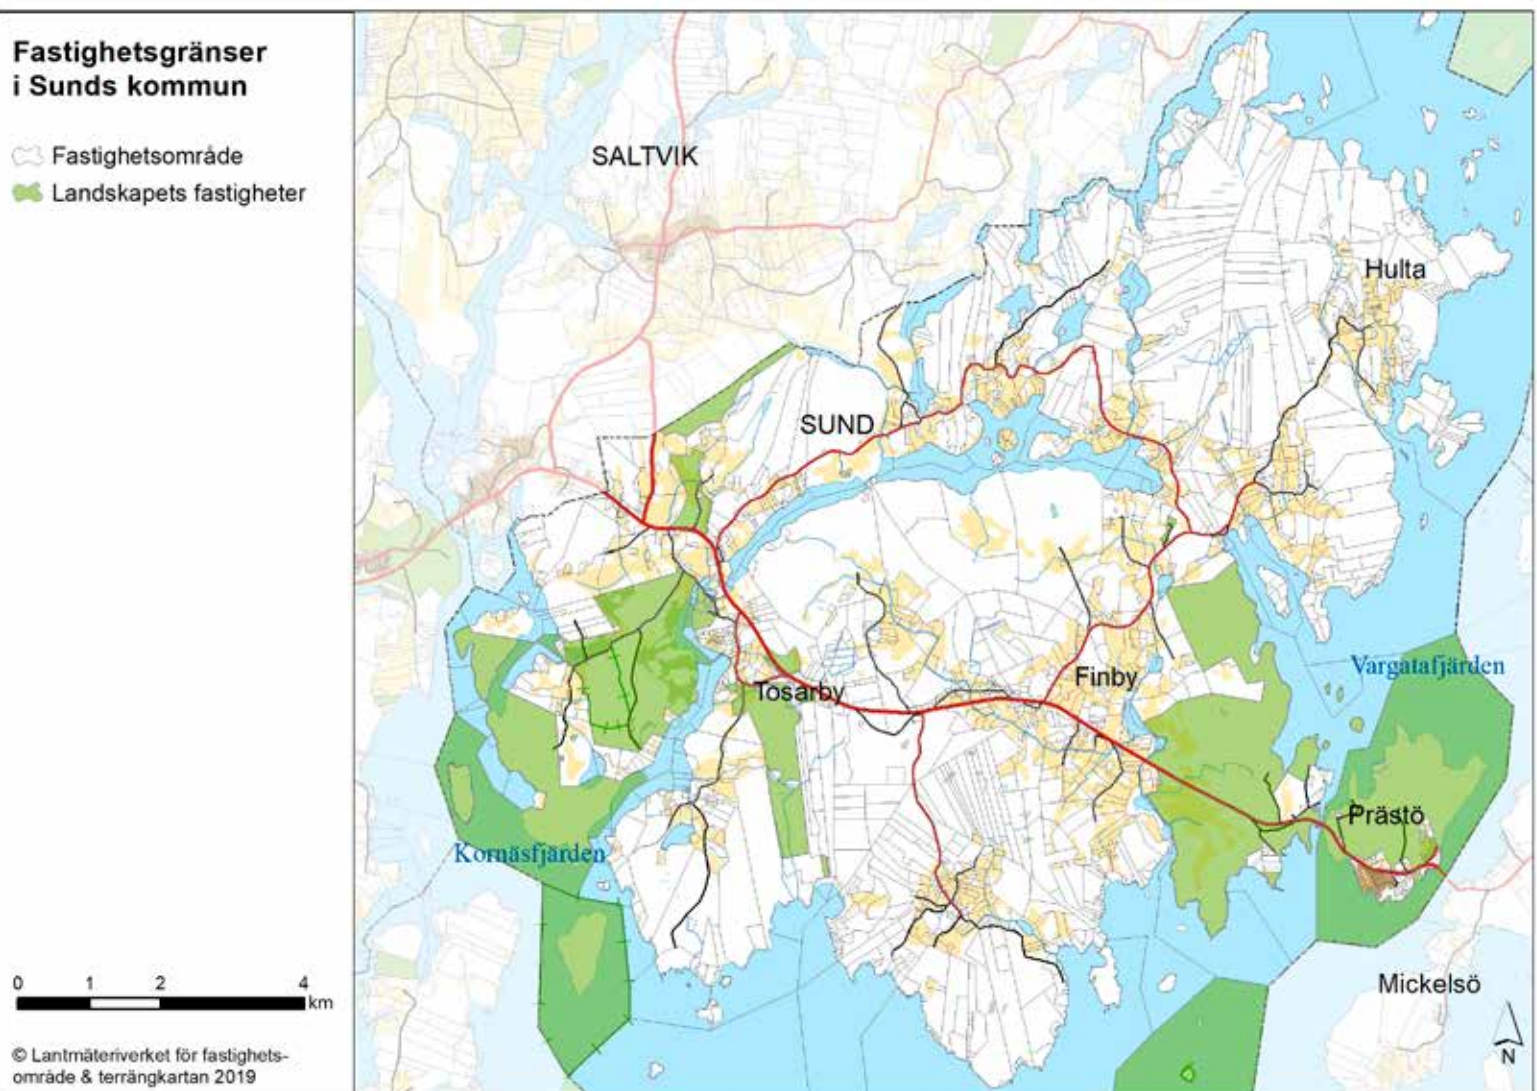 Fastighetsgränser
i Sunds kommun
Fastighetsområde
Landskapets fastigheter
SALTVIK
Hulta
SUND
Vargatafjärden
Finby
Tosarby
Prästö
Kornäsfjärden
Mickelsö
0 1 2 4
km
N
© Lantmäteriverket för fastighets-
område & terrängkartan 2019